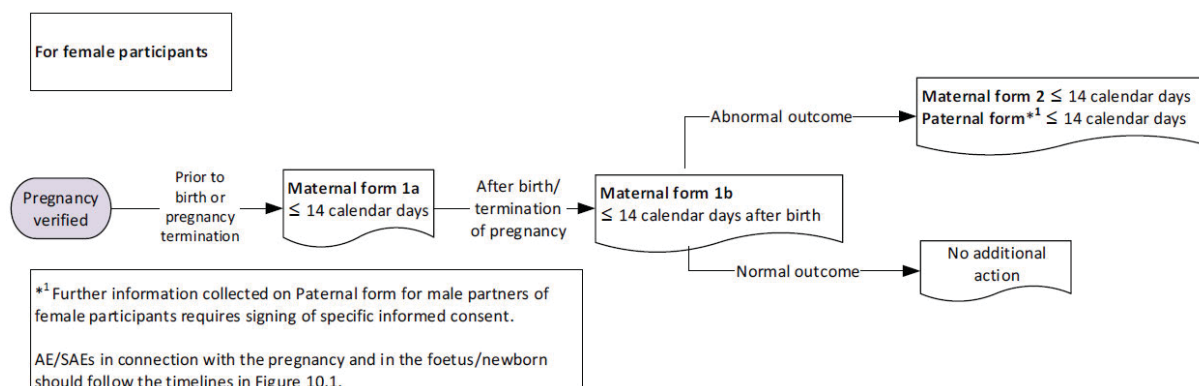 For female participants
Abnormal outcome
Maternal form 2 ≤ 14 calendar days
Paternal form*1 ≤ 14 calendar days
Pregnancy
verified
Prior to
birth or
pregnancy
termination
Maternal form 1a
≤ 14 calendar days
After birth/
termination
of pregnancy
Maternal form 1b
≤ 14 calendar days after birth
Normal outcome
No additional
action
*1 Further information collected on Paternal form for male partners of
female participants requires signing of specific informed consent.
AE/SAEs in connection with the pregnancy and in the foetus/newborn
should follow the timelines in Figure 10.1.